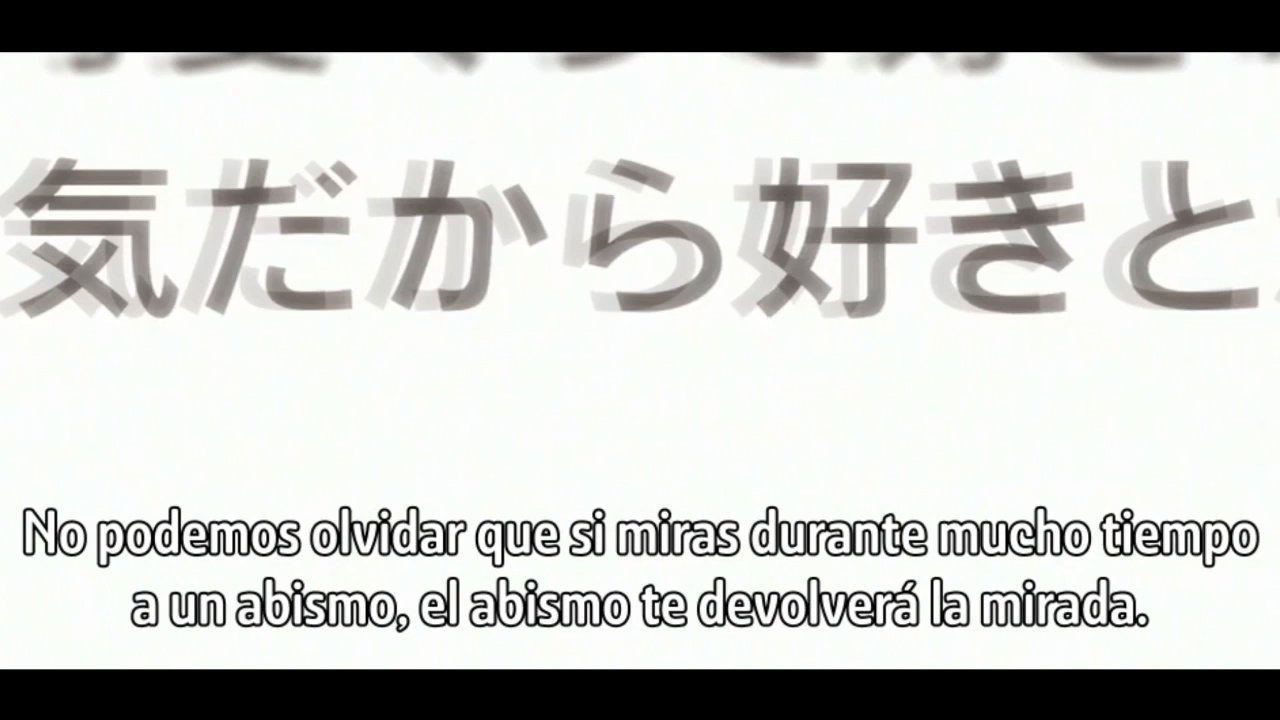 気だから好きと
No podemos olvidar que si miras durante mucho tiempo
a un abismo, el abismo te devolverá la mirada.